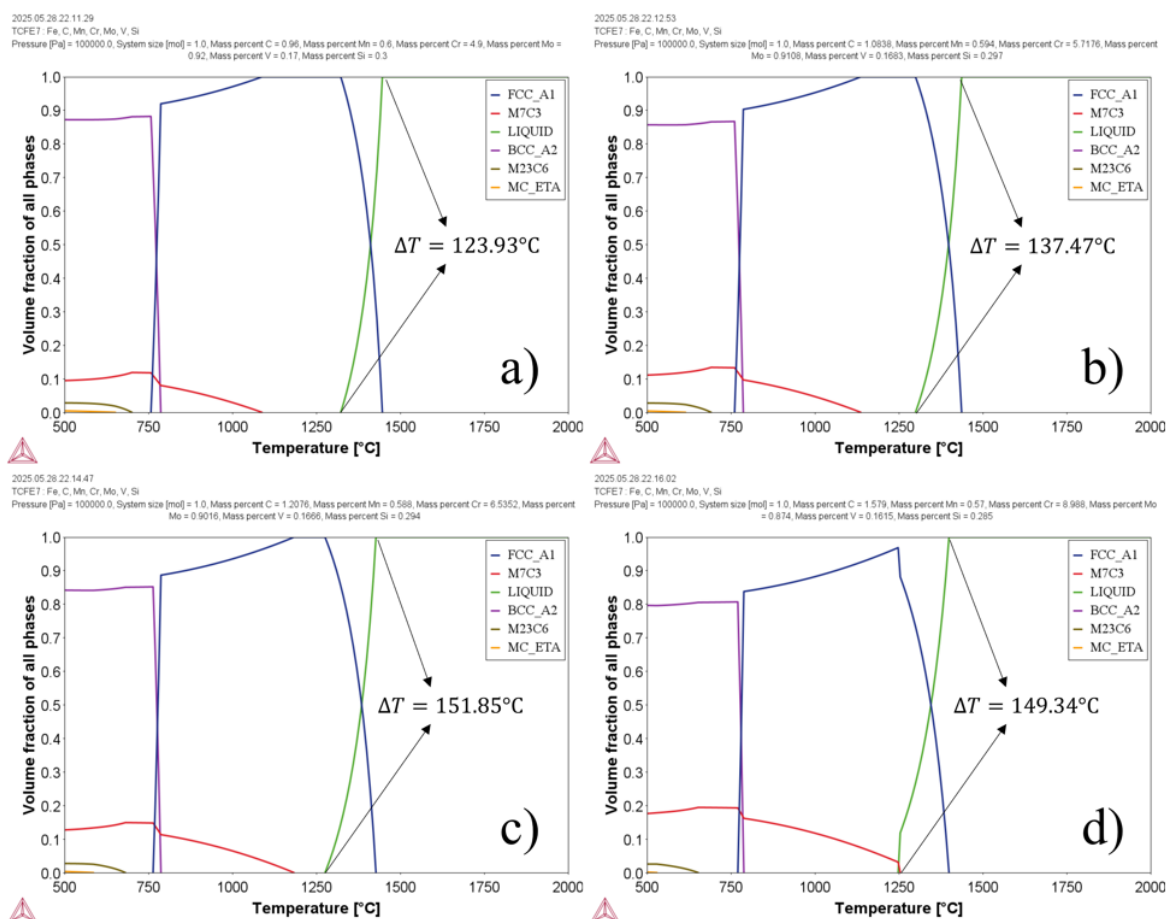 2025.05.28.22.11.29
TCFE7 : Fe, C, Mn, Cr, Mo, V, Si
Pressure [Pa] = 100000.0, System size [mol] = 1.0, Mass percent C = 0.96, Mass percent Mn = 0.6, Mass percent Cr = 4.9, Mass percent Mo =
0.92, Mass percent V = 0.17, Mass percent Si = 0.3
Volume fraction of all phases
1.0
0.9
0.8
0.7
0.6
0.5
0.4
0.3
0.2
0.1
0.0
FCC_A1
M7C3
LIQUID
BCC_A2
M23C6
MC_ETA
ΔT = 123.93°C
a)
500 750 1000 1250 1500 1750 2000
Temperature [°C]
2025.05.28.22.12.53
TCFE7 : Fe, C, Mn, Cr, Mo, V, Si
Pressure [Pa] = 100000.0, System size [mol] = 1.0, Mass percent C = 1.0838, Mass percent Mn = 0.594, Mass percent Cr = 5.7176, Mass percent
Mo = 0.9108, Mass percent V = 0.1683, Mass percent Si = 0.297
Volume fraction of all phases
1.0
0.9
0.8
0.7
0.6
0.5
0.4
0.3
0.2
0.1
0.0
FCC_A1
M7C3
LIQUID
BCC_A2
M23C6
MC_ETA
ΔT = 137.47°C
b)
500 750 1000 1250 1500 1750 2000
Temperature [°C]
2025.05.28.22.14.47
TCFE7 : Fe, C, Mn, Cr, Mo, V, Si
Pressure [Pa] = 100000.0, System size [mol] = 1.0, Mass percent C = 1.2076, Mass percent Mn = 0.588, Mass percent Cr = 6.5352, Mass percent
Mo = 0.9016, Mass percent V = 0.1666, Mass percent Si = 0.294
Volume fraction of all phases
1.0
0.9
0.8
0.7
0.6
0.5
0.4
0.3
0.2
0.1
0.0
FCC_A1
M7C3
LIQUID
BCC_A2
M23C6
MC_ETA
ΔT = 151.85°C
c)
500 750 1000 1250 1500 1750 2000
Temperature [°C]
2025.05.28.22.16.02
TCFE7 : Fe, C, Mn, Cr, Mo, V, Si
Pressure [Pa] = 100000.0, System size [mol] = 1.0, Mass percent C = 1.579, Mass percent Mn = 0.57, Mass percent Cr = 8.988, Mass percent Mo
= 0.874, Mass percent V = 0.1615, Mass percent Si = 0.285
Volume fraction of all phases
1.0
0.9
0.8
0.7
0.6
0.5
0.4
0.3
0.2
0.1
0.0
FCC_A1
M7C3
LIQUID
BCC_A2
M23C6
MC_ETA
ΔT = 149.34°C
d)
500 750 1000 1250 1500 1750 2000
Temperature [°C]